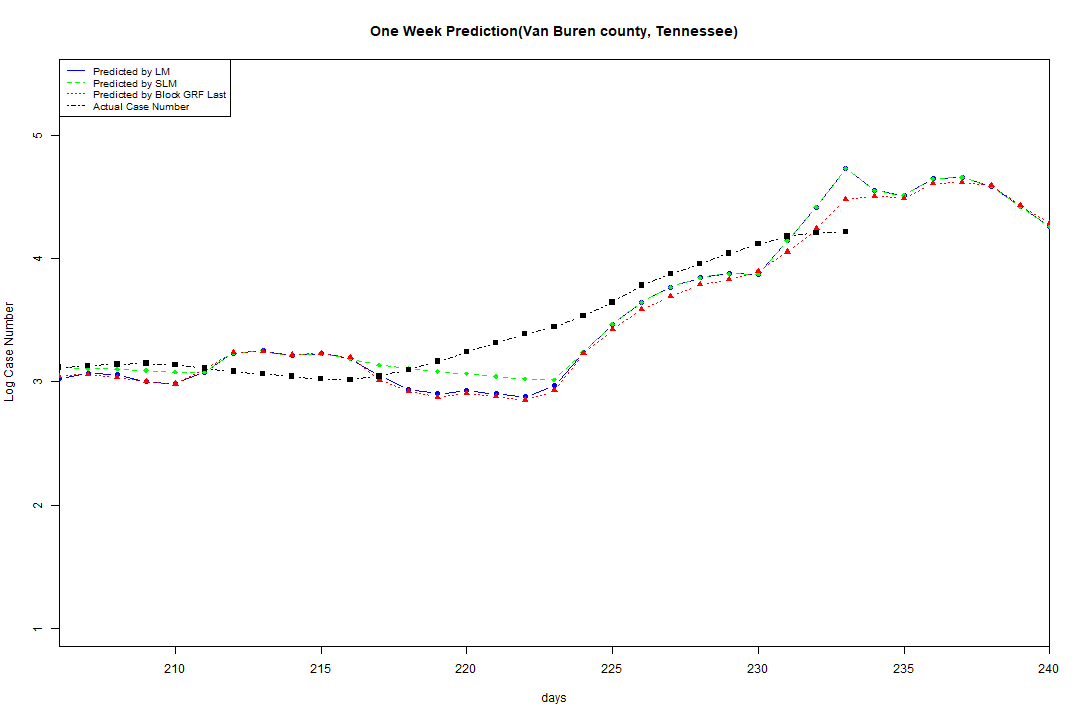 One Week Prediction(Van Buren county, Tennessee)
Predicted by LM
Predicted by SLM
Predicted by Block GRF Last
Actual Case Number
5
4
3
2
1
Log Case Number
210 215 220 225 230 235 240
days